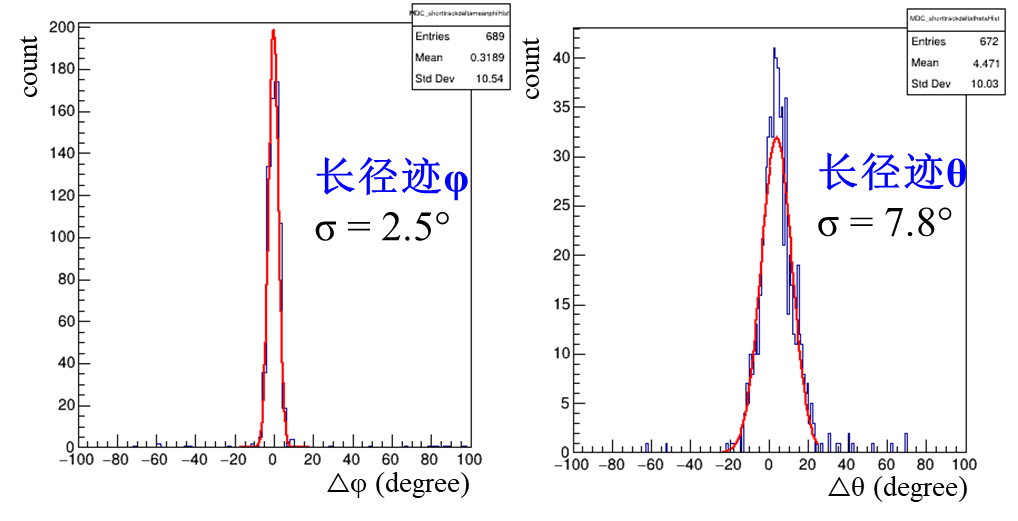 MDC_shorttrackdeltameanphiHist
Entries 689
Mean 0.3189
Std Dev 10.54
count
200
180
160
140
120
100
80
60
40
20
0
长径迹φ
σ = 2.5°
−100 −80 −60 −40 −20 0 20 40 60 80 100
△φ (degree)
MDC_shorttrackdeltathetaHist
Entries 672
Mean 4.471
Std Dev 10.03
count
40
35
30
25
20
15
10
5
0
长径迹θ
σ = 7.8°
−100 −80 −60 −40 −20 0 20 40 60 80 100
△θ (degree)